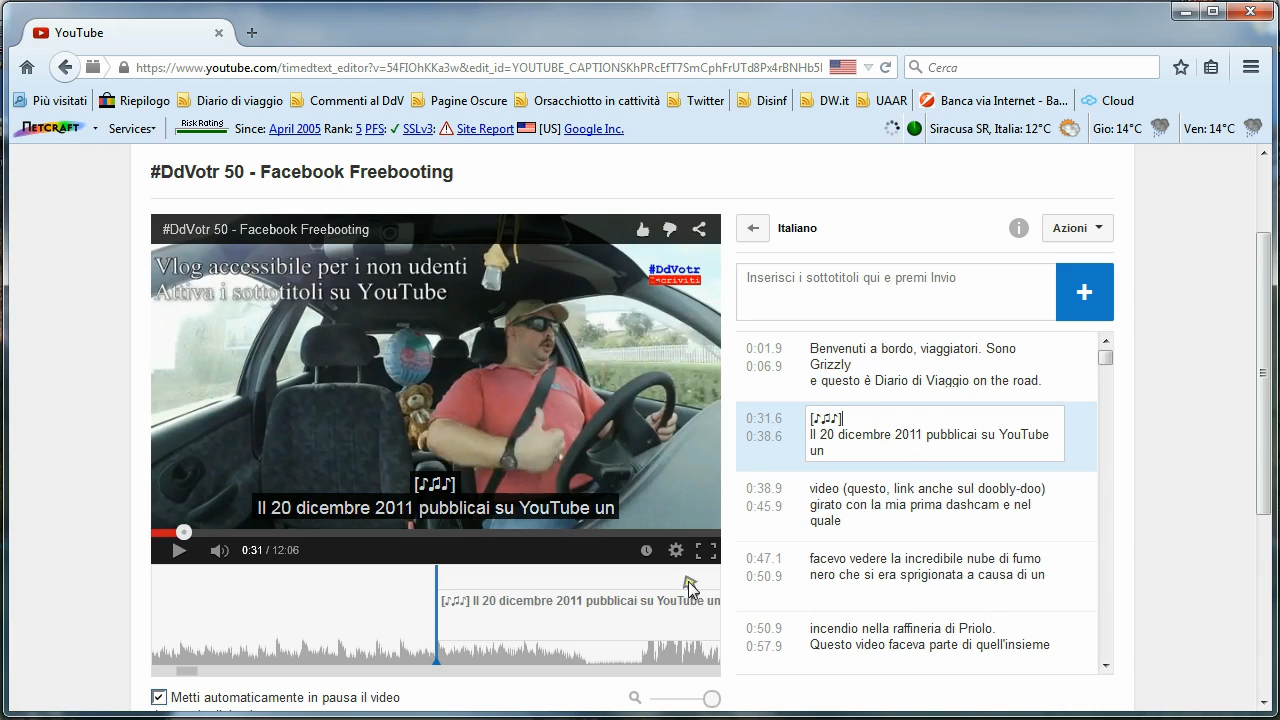 YouTube
https://www.youtube.com/timedtext_editor?v=54FIOhKKa3w&edit_id=YOUTUBE_CAPTIONSKhPRcEfT7SmCphFrUTd8Px4rBNHb5l
Cerca
Più visitati
Riepilogo
Diario di viaggio
Commenti al DdV
Pagine Oscure
Orsacchiotto in cattività
Twitter
Disinf
DW.it
UAAR
Banca via Internet - Ba...
Cloud
NETCRAFT
Services
Risk Rating
Since: April 2005 Rank: 5 PFS: ✓ SSLv3: Site Report [US] Google Inc.
Siracusa SR, Italia: 12°C
Gio: 14°C
Ven: 14°C
#DdVotr 50 - Facebook Freebooting
#DdVotr 50 - Facebook Freebooting
Vlog accessibile per i non udenti
Attiva i sottotitoli su YouTube
#DdVotr
Iscriviti
[♪♫♪]
Il 20 dicembre 2011 pubblicai su YouTube un
0:31 / 12:06
[♪♫♪] Il 20 dicembre 2011 pubblicai su YouTube un
Metti automaticamente in pausa il video
Italiano
Azioni
Inserisci i sottotitoli qui e premi Invio
+
0:01.9 Benvenuti a bordo, viaggiatori. Sono
0:06.9 Grizzly
e questo è Diario di Viaggio on the road.
0:31.6 [♪♫♪]
0:38.6 Il 20 dicembre 2011 pubblicai su YouTube
un
0:38.9 video (questo, link anche sul doobly-doo)
0:45.9 girato con la mia prima dashcam e nel
quale
0:47.1 facevo vedere la incredibile nube di fumo
0:50.9 nero che si era sprigionata a causa di un
0:50.9 incendio nella raffineria di Priolo.
0:57.9 Questo video faceva parte di quell'insieme